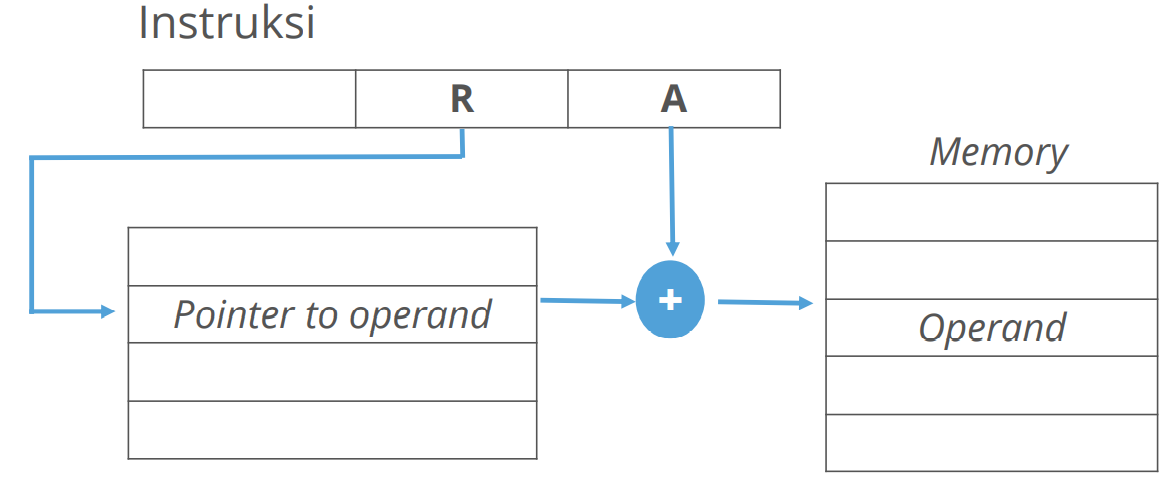 Instruksi
R
A
Memory
Pointer to operand
+
Operand